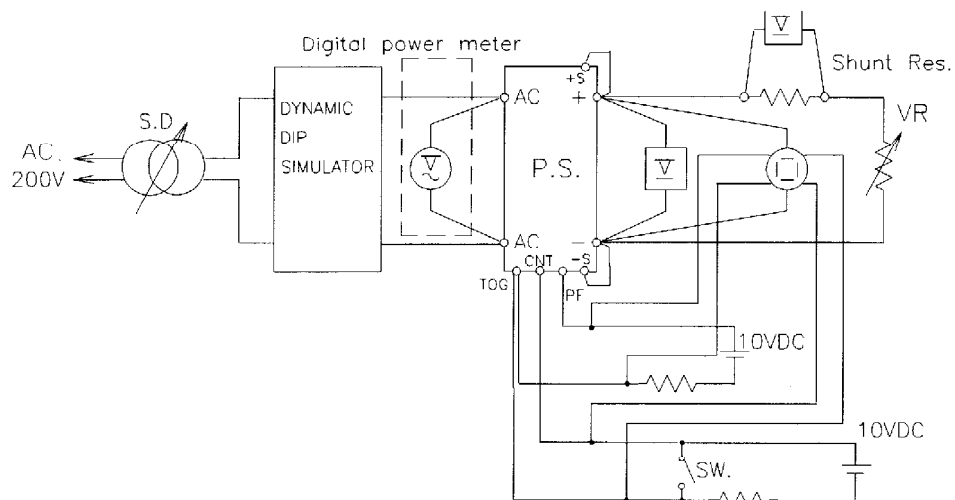 Digital power meter
V
Shunt Res.
+S
AC
+
S.D
DYNAMIC
DIP
SIMULATOR
VR
AC.
200V
V
P.S.
V
AC
−
CNT
-S
TOG
PF
10VDC
10VDC
SW.